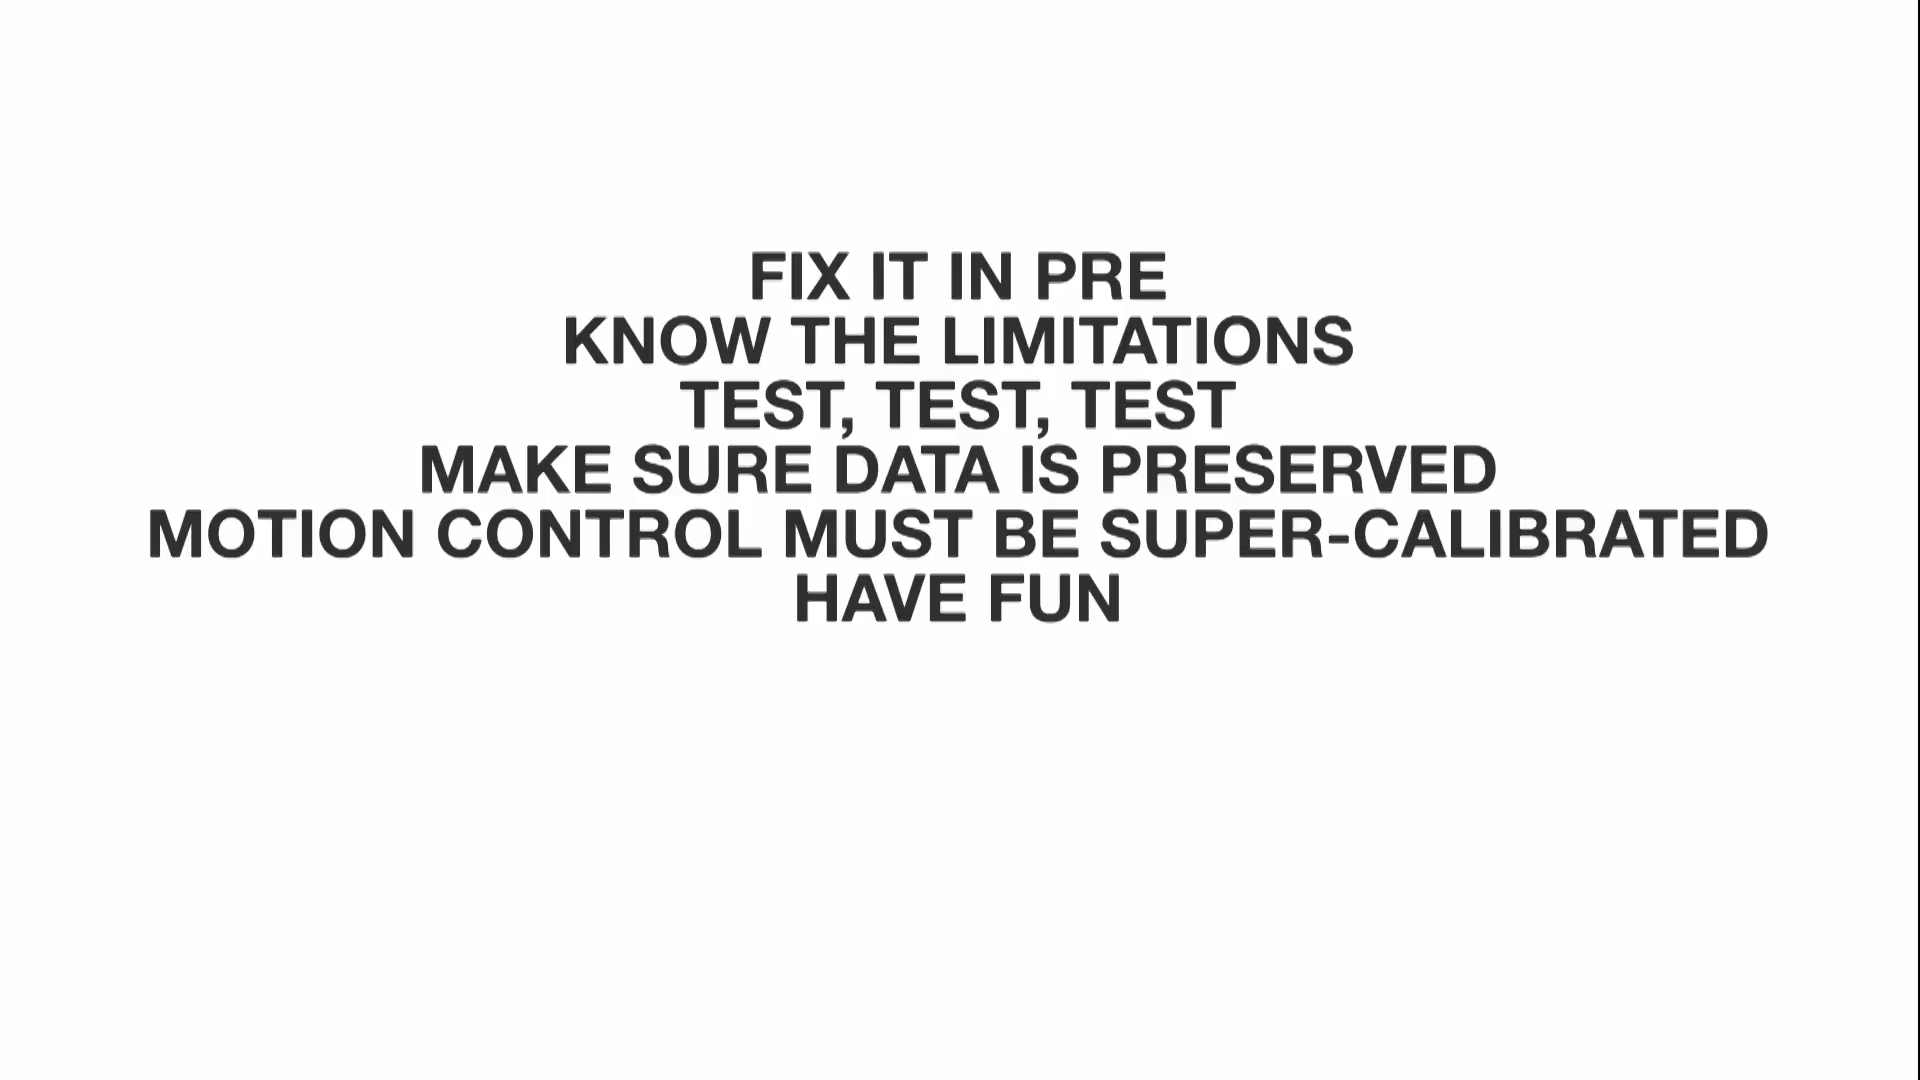 FIX IT IN PRE
KNOW THE LIMITATIONS
TEST, TEST, TEST
MAKE SURE DATA IS PRESERVED
MOTION CONTROL MUST BE SUPER-CALIBRATED
HAVE FUN